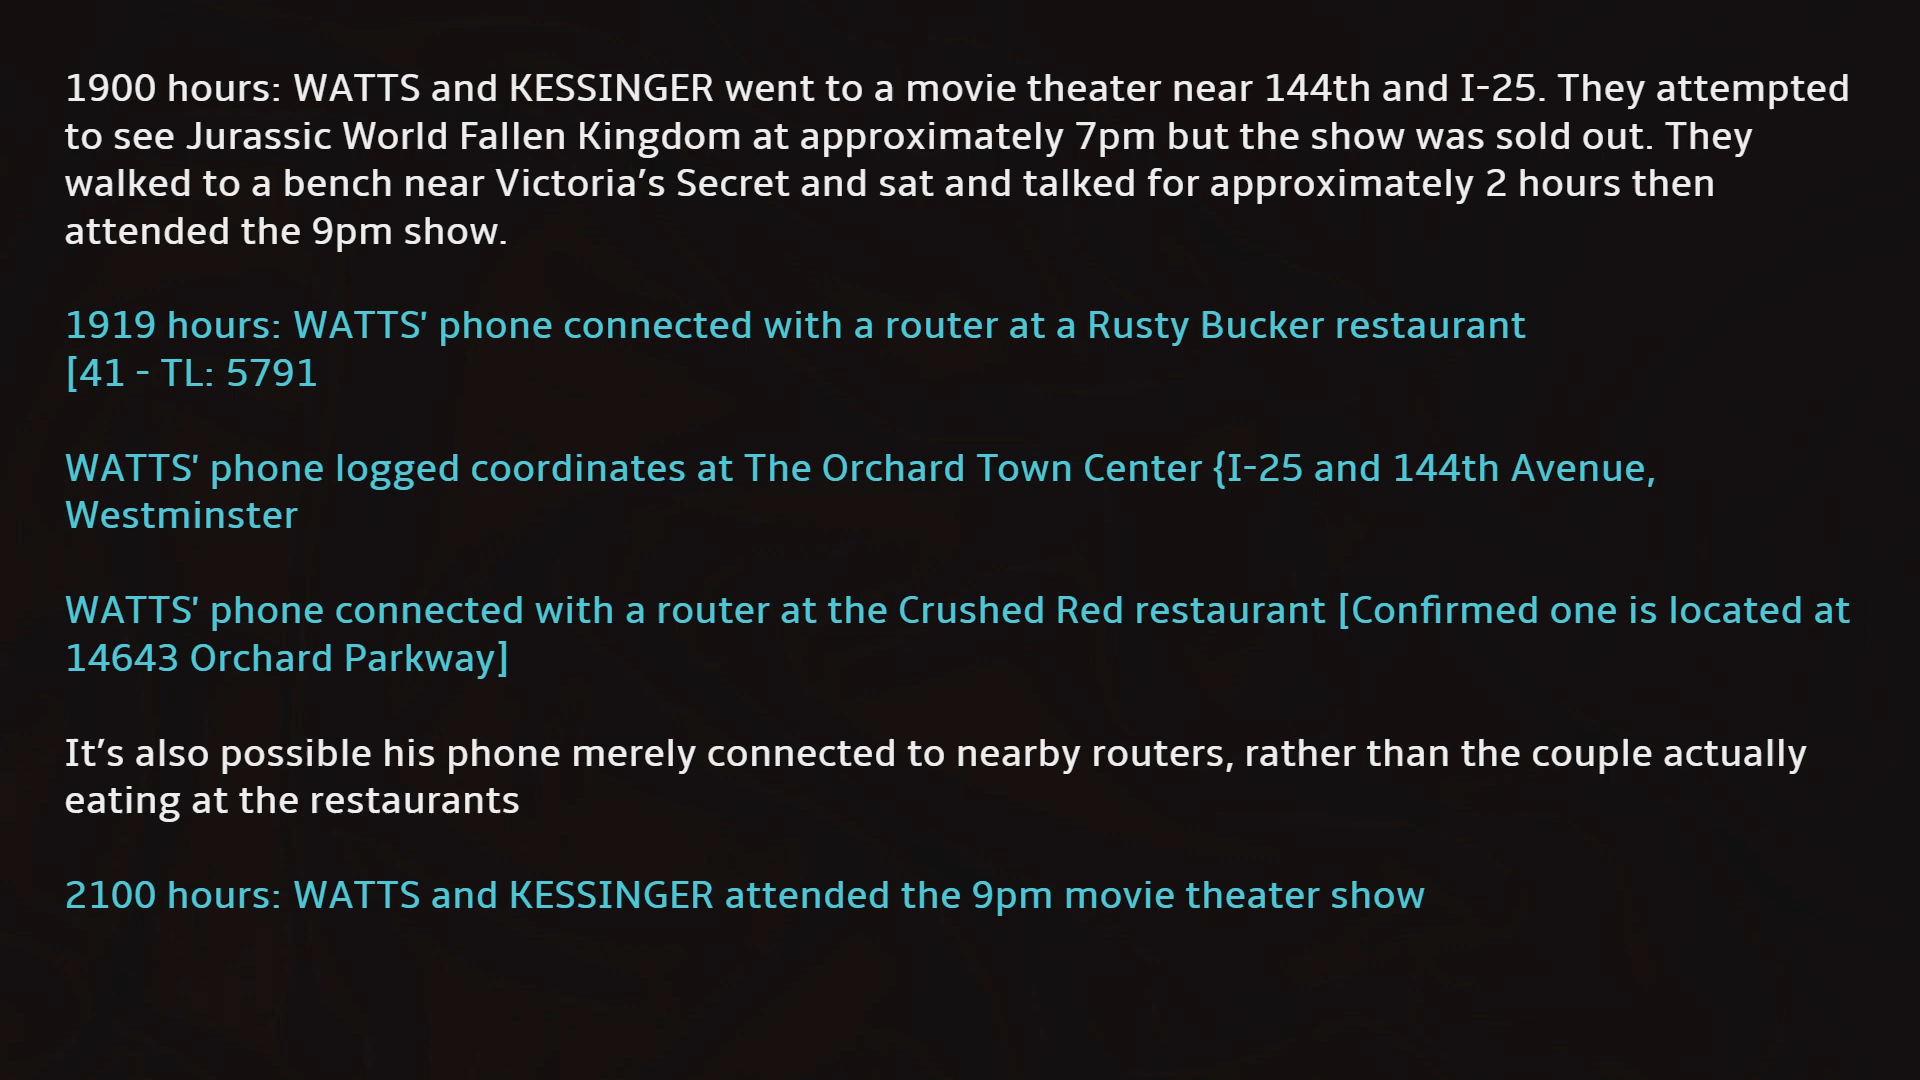 1900 hours: WATTS and KESSINGER went to a movie theater near 144th and I-25. They attempted
to see Jurassic World Fallen Kingdom at approximately 7pm but the show was sold out. They
walked to a bench near Victoria’s Secret and sat and talked for approximately 2 hours then
attended the 9pm show.
1919 hours: WATTS' phone connected with a router at a Rusty Bucker restaurant
[41 - TL: 5791
WATTS' phone logged coordinates at The Orchard Town Center {I-25 and 144th Avenue,
Westminster
WATTS' phone connected with a router at the Crushed Red restaurant [Confirmed one is located at
14643 Orchard Parkway]
It’s also possible his phone merely connected to nearby routers, rather than the couple actually
eating at the restaurants
2100 hours: WATTS and KESSINGER attended the 9pm movie theater show